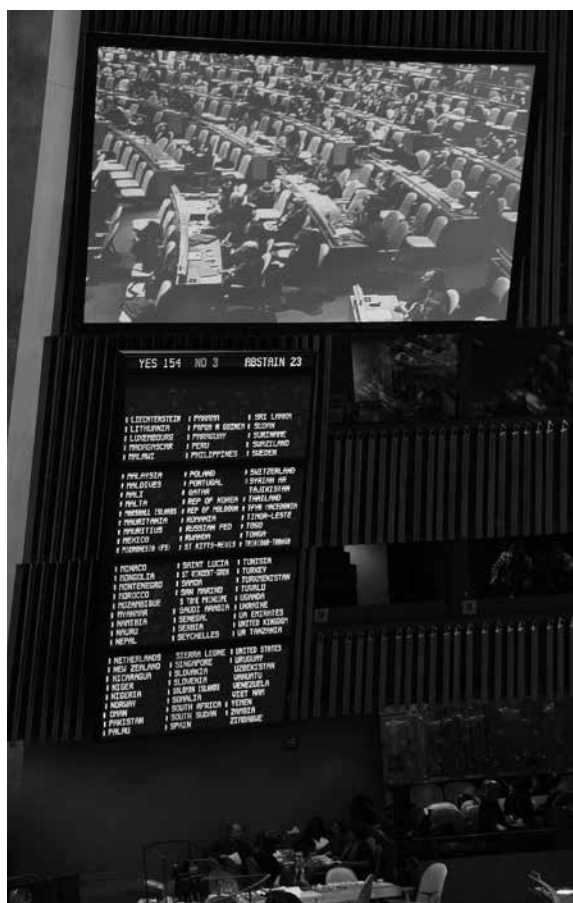 YES 154 NO 3 ABSTAIN 23
LIECHTENSTEIN PANAMA SRI LANKA
LITHUANIA PAPUA N GUINEA SUDAN
LUXEMBOURG PARAGUAY SURINAME
MADAGASCAR PERU SWAZILAND
MALAWI PHILIPPINES SWEDEN
MALAYSIA POLAND SWITZERLAND
MALDIVES PORTUGAL SYRIAN AR
MALI QATAR TAJIKISTAN
MALTA REP OF KOREA THAILAND
MARSHALL ISLANDS REP OF MOLDOVA TFYR MACEDONIA
MAURITANIA ROMANIA TIMOR-LESTE
MAURITIUS RUSSIAN FED TOGO
MEXICO RWANDA TONGA
MICRONESIA (FS) ST KITTS-NEVIS TRINIDAD-TOBAGO
MONACO SAINT LUCIA TUNISIA
MONGOLIA ST VINCENT-GREN TURKEY
MONTENEGRO SAMOA TURKMENISTAN
MOROCCO SAN MARINO TUVALU
MOZAMBIQUE S TOME PRINCIPE UGANDA
MYANMAR SAUDI ARABIA UKRAINE
NAMIBIA SENEGAL UA EMIRATES
NAURU SERBIA UNITED KINGDOM
NEPAL SEYCHELLES UR TANZANIA
NETHERLANDS SIERRA LEONE UNITED STATES
NEW ZEALAND SINGAPORE URUGUAY
NICARAGUA SLOVAKIA UZBEKISTAN
NIGER SLOVENIA VANUATU
NIGERIA SOLOMON ISLANDS VENEZUELA
NORWAY SOMALIA VIET NAM
OMAN SOUTH AFRICA YEMEN
PAKISTAN SOUTH SUDAN ZAMBIA
PALAU SPAIN ZIMBABWE